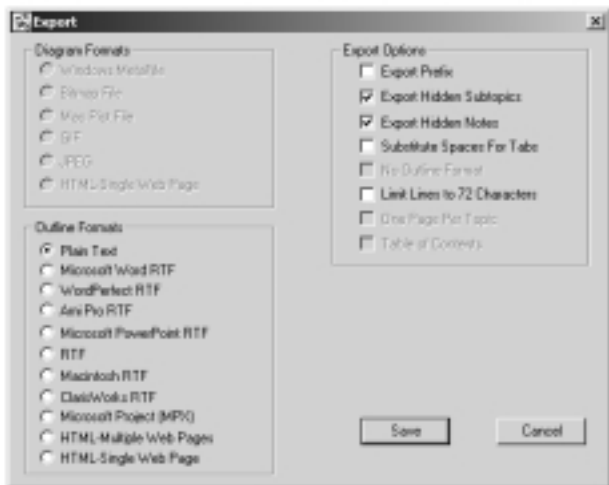 Export
Diagram Formats
Windows Metafile
Bitmap File
Mac Pict File
GIF
JPEG
HTML-Single Web Page
Outline Formats
Plain Text
Microsoft Word RTF
WordPerfect RTF
Ami Pro RTF
Microsoft PowerPoint RTF
RTF
Macintosh RTF
ClarisWorks RTF
Microsoft Project (MPX)
HTML-Multiple Web Pages
HTML-Single Web Page
Export Options
Export Prefix
Export Hidden Subtopics
Export Hidden Notes
Substitute Spaces For Tabs
No Outline Format
Limit Lines to 72 Characters
One Page Per Topic
Table of Contents
Save
Cancel